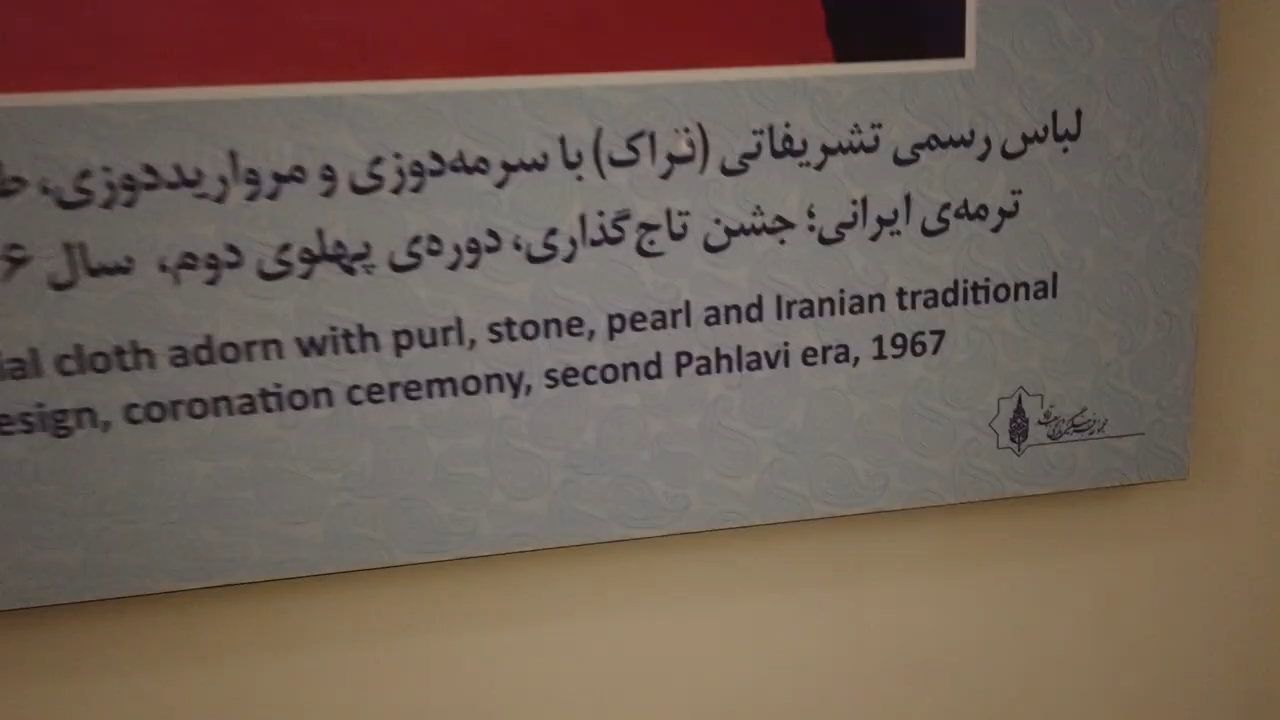 لباس رسمی تشریفاتی (فراک) با سرمه‌دوزی و مرواریددوزی،
ترمه‌ی ایرانی؛ جشن تاج‌گذاری، دوره‌ی پهلوی دوم، سال
cloth adorn with purl, stone, pearl and Iranian traditional
coronation ceremony, second Pahlavi era, 1967